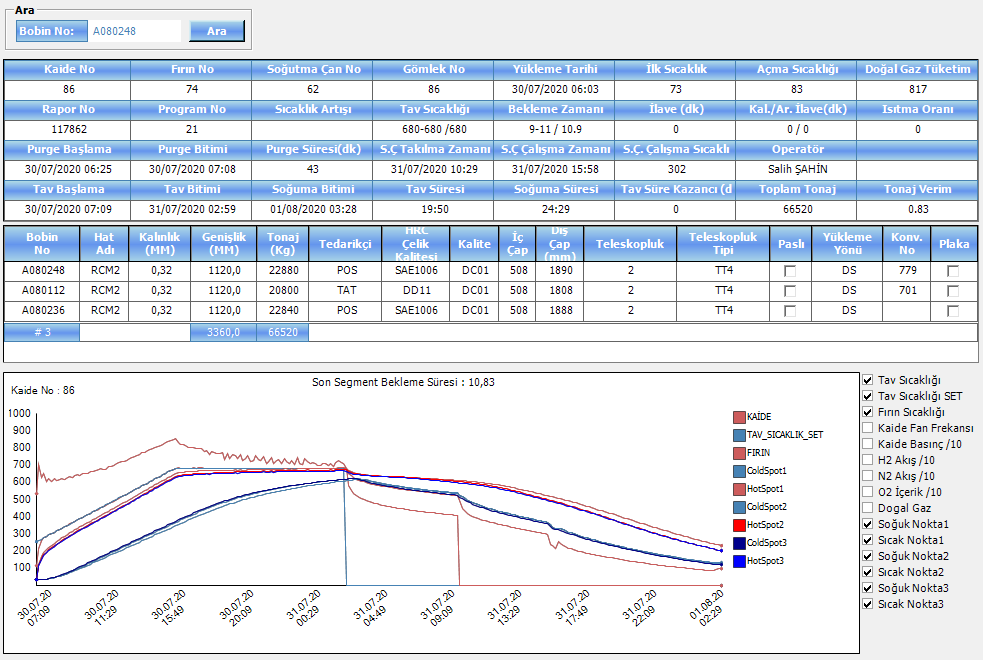 Ara
Bobin No: A080248 Ara
Kaide No Fırın No Soğutma Çan No Gömlek No Yükleme Tarihi İlk Sıcaklık Açma Sıcaklığı Doğal Gaz Tüketim
86 74 62 86 30/07/2020 06:03 73 83 817
Rapor No Program No Sıcaklık Artışı Tav Sıcaklığı Bekleme Zamanı İlave (dk) Kal./Ar. İlave(dk) Isıtma Oranı
117862 21 680-680 /680 9-11 / 10.9 0 0 / 0 0
Purge Başlama Purge Bitimi Purge Süresi(dk) S.Ç Takılma Zamanı S.Ç Çalışma Zamanı S.Ç. Çalışma Sıcaklı Operatör
30/07/2020 06:25 30/07/2020 07:08 43 31/07/2020 10:29 31/07/2020 15:58 302 Salih ŞAHİN
Tav Başlama Tav Bitimi Soğuma Bitimi Tav Süresi Soğuma Süresi Tav Süre Kazancı (d Toplam Tonaj Tonaj Verim
30/07/2020 07:09 31/07/2020 02:59 01/08/2020 03:28 19:50 24:29 0 66520 0.83
Bobin No Hat Adı Kalınlık (MM) Genişlik (MM) Tonaj (Kg) Tedarikçi HRC Çelik Kalitesi Kalite İç Çap Dış Çap (mm) Teleskopluk Teleskopluk Tipi Paslı Yükleme Yönü Konv. No Plaka
A080248 RCM2 0,32 1120,0 22880 POS SAE1006 DC01 508 1890 2 TT4 DS 779
A080112 RCM2 0,32 1120,0 20800 TAT DD11 DC01 508 1808 2 TT4 DS 701
A080236 RCM2 0,32 1120,0 22840 POS SAE1006 DC01 508 1888 2 TT4 DS
# 3 3360,0 66520
Son Segment Bekleme Süresi : 10,83
Kaide No : 86
1000
900
800
700
600
500
400
300
200
100
30.07.20 07:09
30.07.20 11:29
30.07.20 15:49
30.07.20 20:09
31.07.20 00:29
31.07.20 04:49
31.07.20 09:09
31.07.20 13:29
31.07.20 17:49
31.07.20 22:09
01.08.20 02:29
KAİDE
TAV_SICAKLIK_SET
FIRIN
ColdSpot1
HotSpot1
ColdSpot2
HotSpot2
ColdSpot3
HotSpot3
Tav Sıcaklığı
Tav Sıcaklığı SET
Fırın Sıcaklığı
Kaide Fan Frekansı
Kaide Basınç /10
H2 Akış /10
N2 Akış /10
O2 İçerik /10
Dogal Gaz
Soğuk Nokta1
Sıcak Nokta1
Soğuk Nokta2
Sıcak Nokta2
Soğuk Nokta3
Sıcak Nokta3